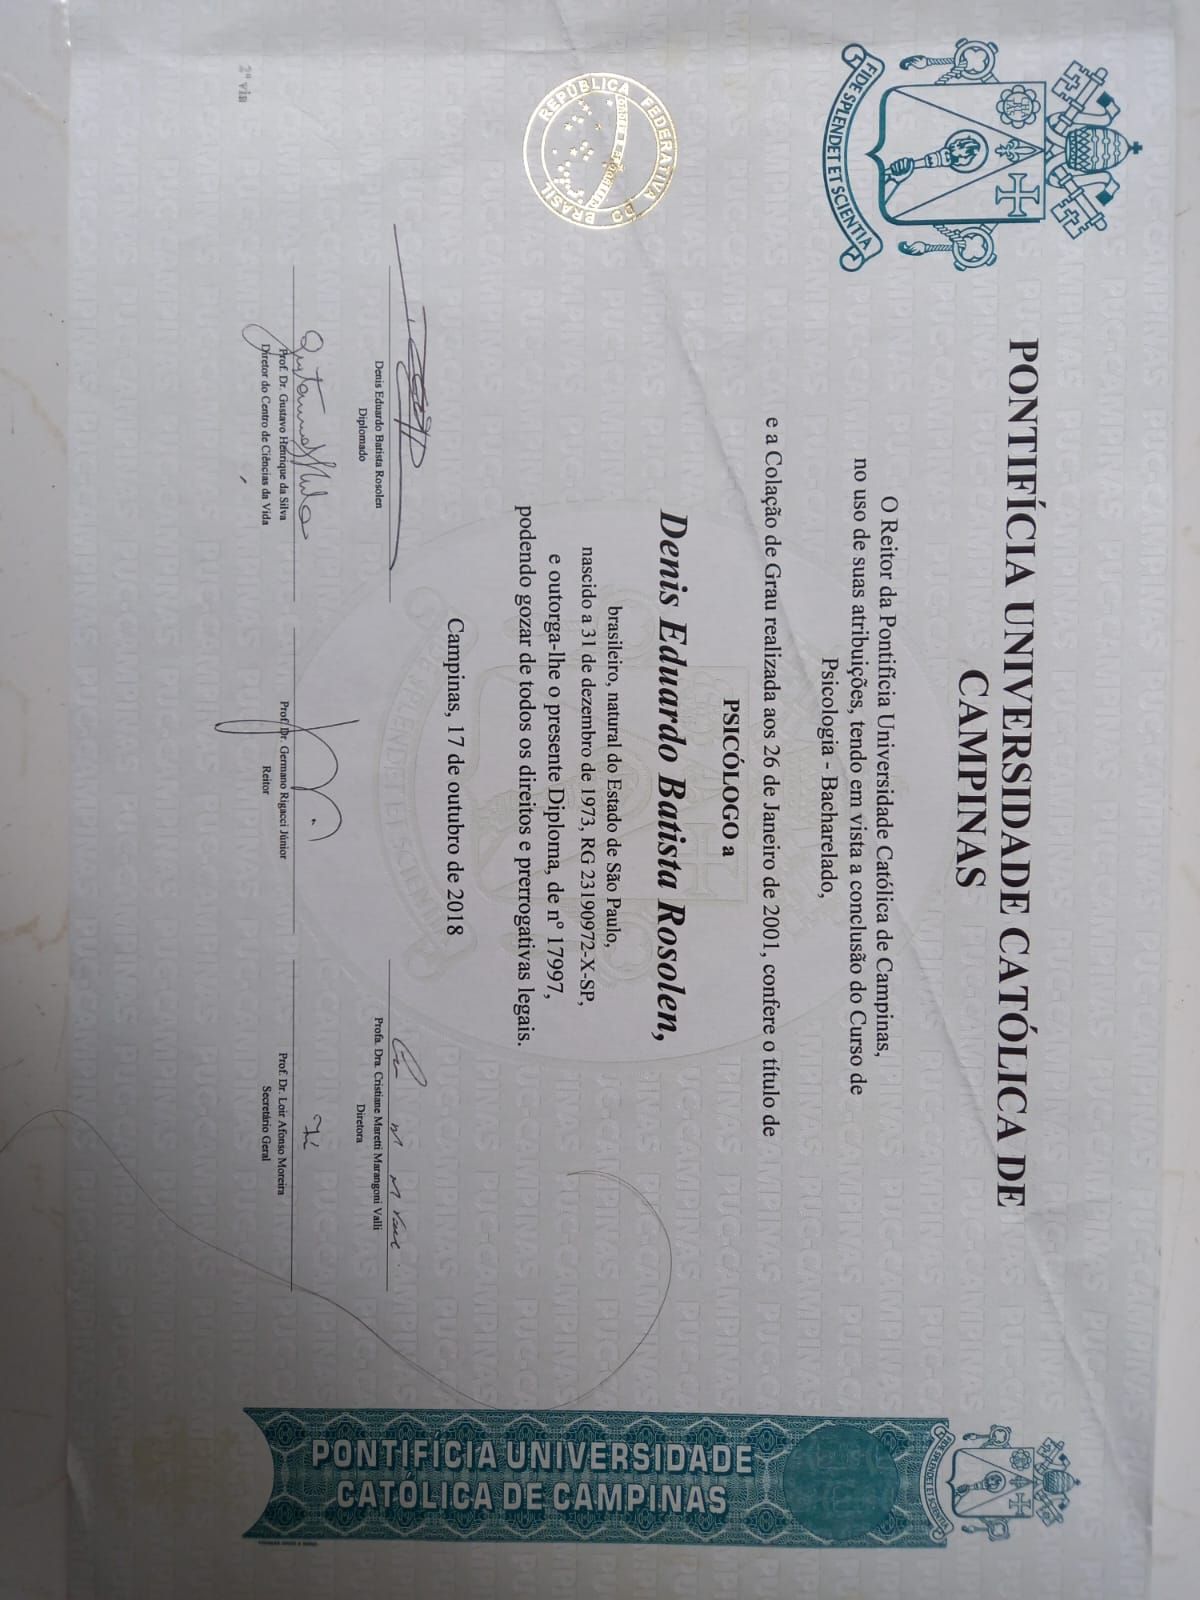 FIDE SPLENDET ET SCIENTIA
PONTIFÍCIA UNIVERSIDADE CATÓLICA DE
CAMPINAS
O Reitor da Pontifícia Universidade Católica de Campinas,
no uso de suas atribuições, tendo em vista a conclusão do Curso de
Psicologia - Bacharelado,
e a Colação de Grau realizada aos 26 de Janeiro de 2001, confere o título de
PSICÓLOGO a
Denis Eduardo Batista Rosolen,
brasileiro, natural do Estado de São Paulo,
nascido a 31 de dezembro de 1973, RG 23190972-X-SP,
e outorga-lhe o presente Diploma, de nº 17997,
podendo gozar de todos os direitos e prerrogativas legais.
Campinas, 17 de outubro de 2018
REPÚBLICA FEDERATIVA DO BRASIL
Denis Eduardo Batista Rosolen
Diplomado
Profa. Dra. Cristiane Maretti Marangoni Valli
Diretora
Prof. Dr. Gustavo Henrique da Silva
Diretor do Centro de Ciências da Vida
Prof. Dr. Germano Rigacci Júnior
Reitor
Prof. Dr. Loir Afonso Moreira
Secretário Geral
2ª via
FIDE SPLENDET ET SCIENTIA
PONTIFÍCIA UNIVERSIDADE
CATÓLICA DE CAMPINAS